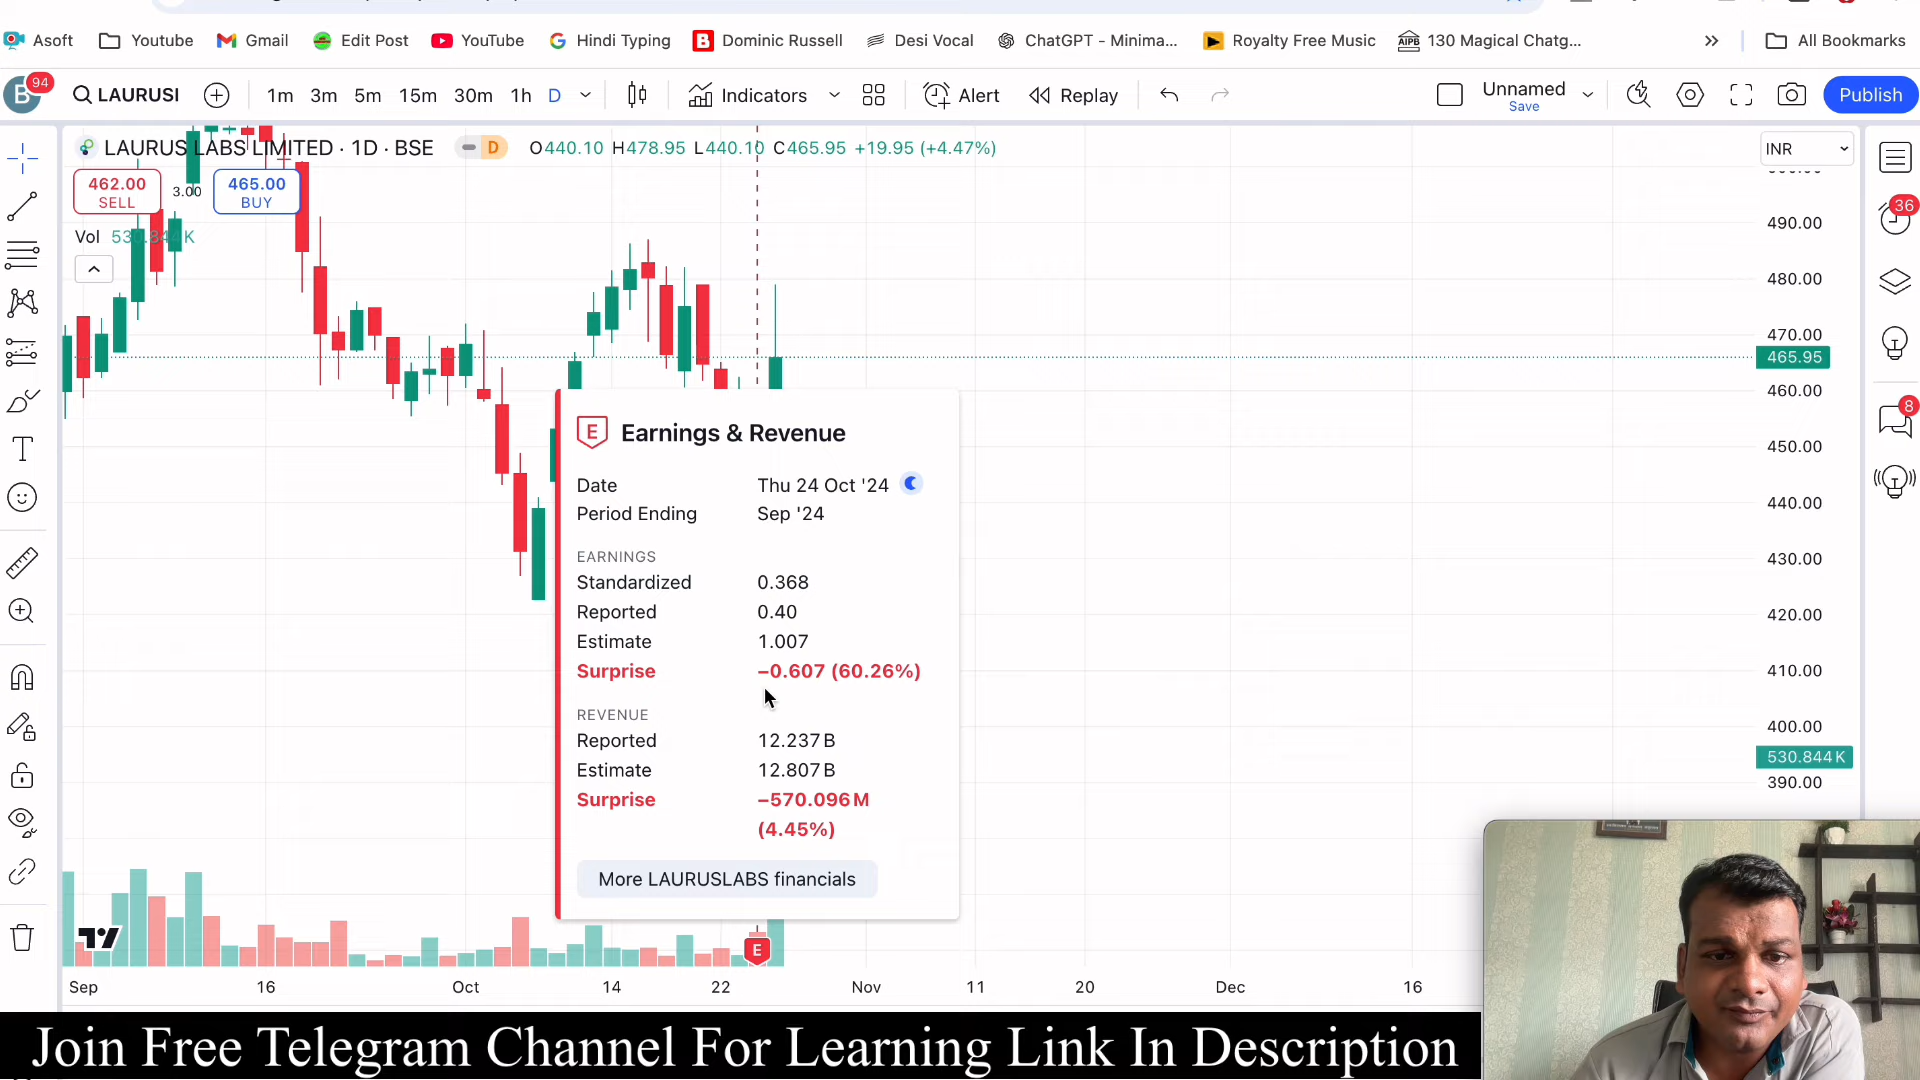 Asoft Youtube Gmail Edit Post YouTube Hindi Typing Dominic Russell Desi Vocal ChatGPT - Minima... Royalty Free Music AIPB 130 Magical Chatg... All Bookmarks
B 94 LAURUSI 1m 3m 5m 15m 30m 1h D Indicators Alert Replay Unnamed Save Publish
LAURUS LABS LIMITED · 1D · BSE D O440.10 H478.95 L440.10 C465.95 +19.95 (+4.47%) INR
462.00 SELL 3.00 465.00 BUY
36
490.00
Vol 530.844K
480.00
470.00
465.95
460.00
8
450.00
440.00
430.00
420.00
410.00
400.00
530.844K
390.00
E Earnings & Revenue
Date Thu 24 Oct '24
Period Ending Sep '24
EARNINGS
Standardized 0.368
Reported 0.40
Estimate 1.007
Surprise −0.607 (60.26%)
REVENUE
Reported 12.237B
Estimate 12.807B
Surprise −570.096M
(4.45%)
More LAURUSLABS financials
E
Sep 16 Oct 14 22 Nov 11 20 Dec 16
Join Free Telegram Channel For Learning Link In Description